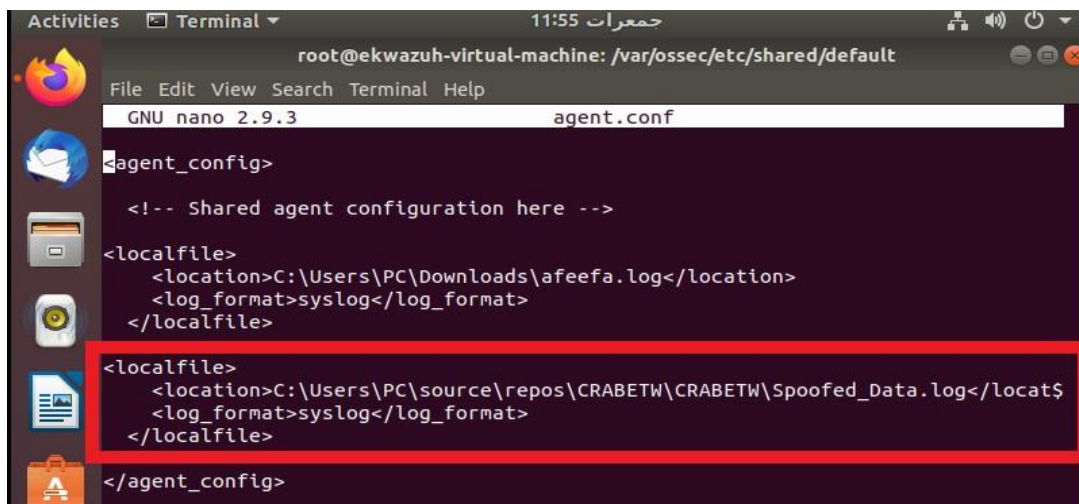 Activities Terminal جمعرات 11:55
root@ekwazuh-virtual-machine: /var/ossec/etc/shared/default
File Edit View Search Terminal Help
GNU nano 2.9.3 agent.conf
<agent_config>
<!-- Shared agent configuration here -->
<localfile>
<location>C:\Users\PC\Downloads\afeefa.log</location>
<log_format>syslog</log_format>
</localfile>
<localfile>
<location>C:\Users\PC\source\repos\CRABETW\CRABETW\Spoofed_Data.log</locat$
<log_format>syslog</log_format>
</localfile>
</agent_config>